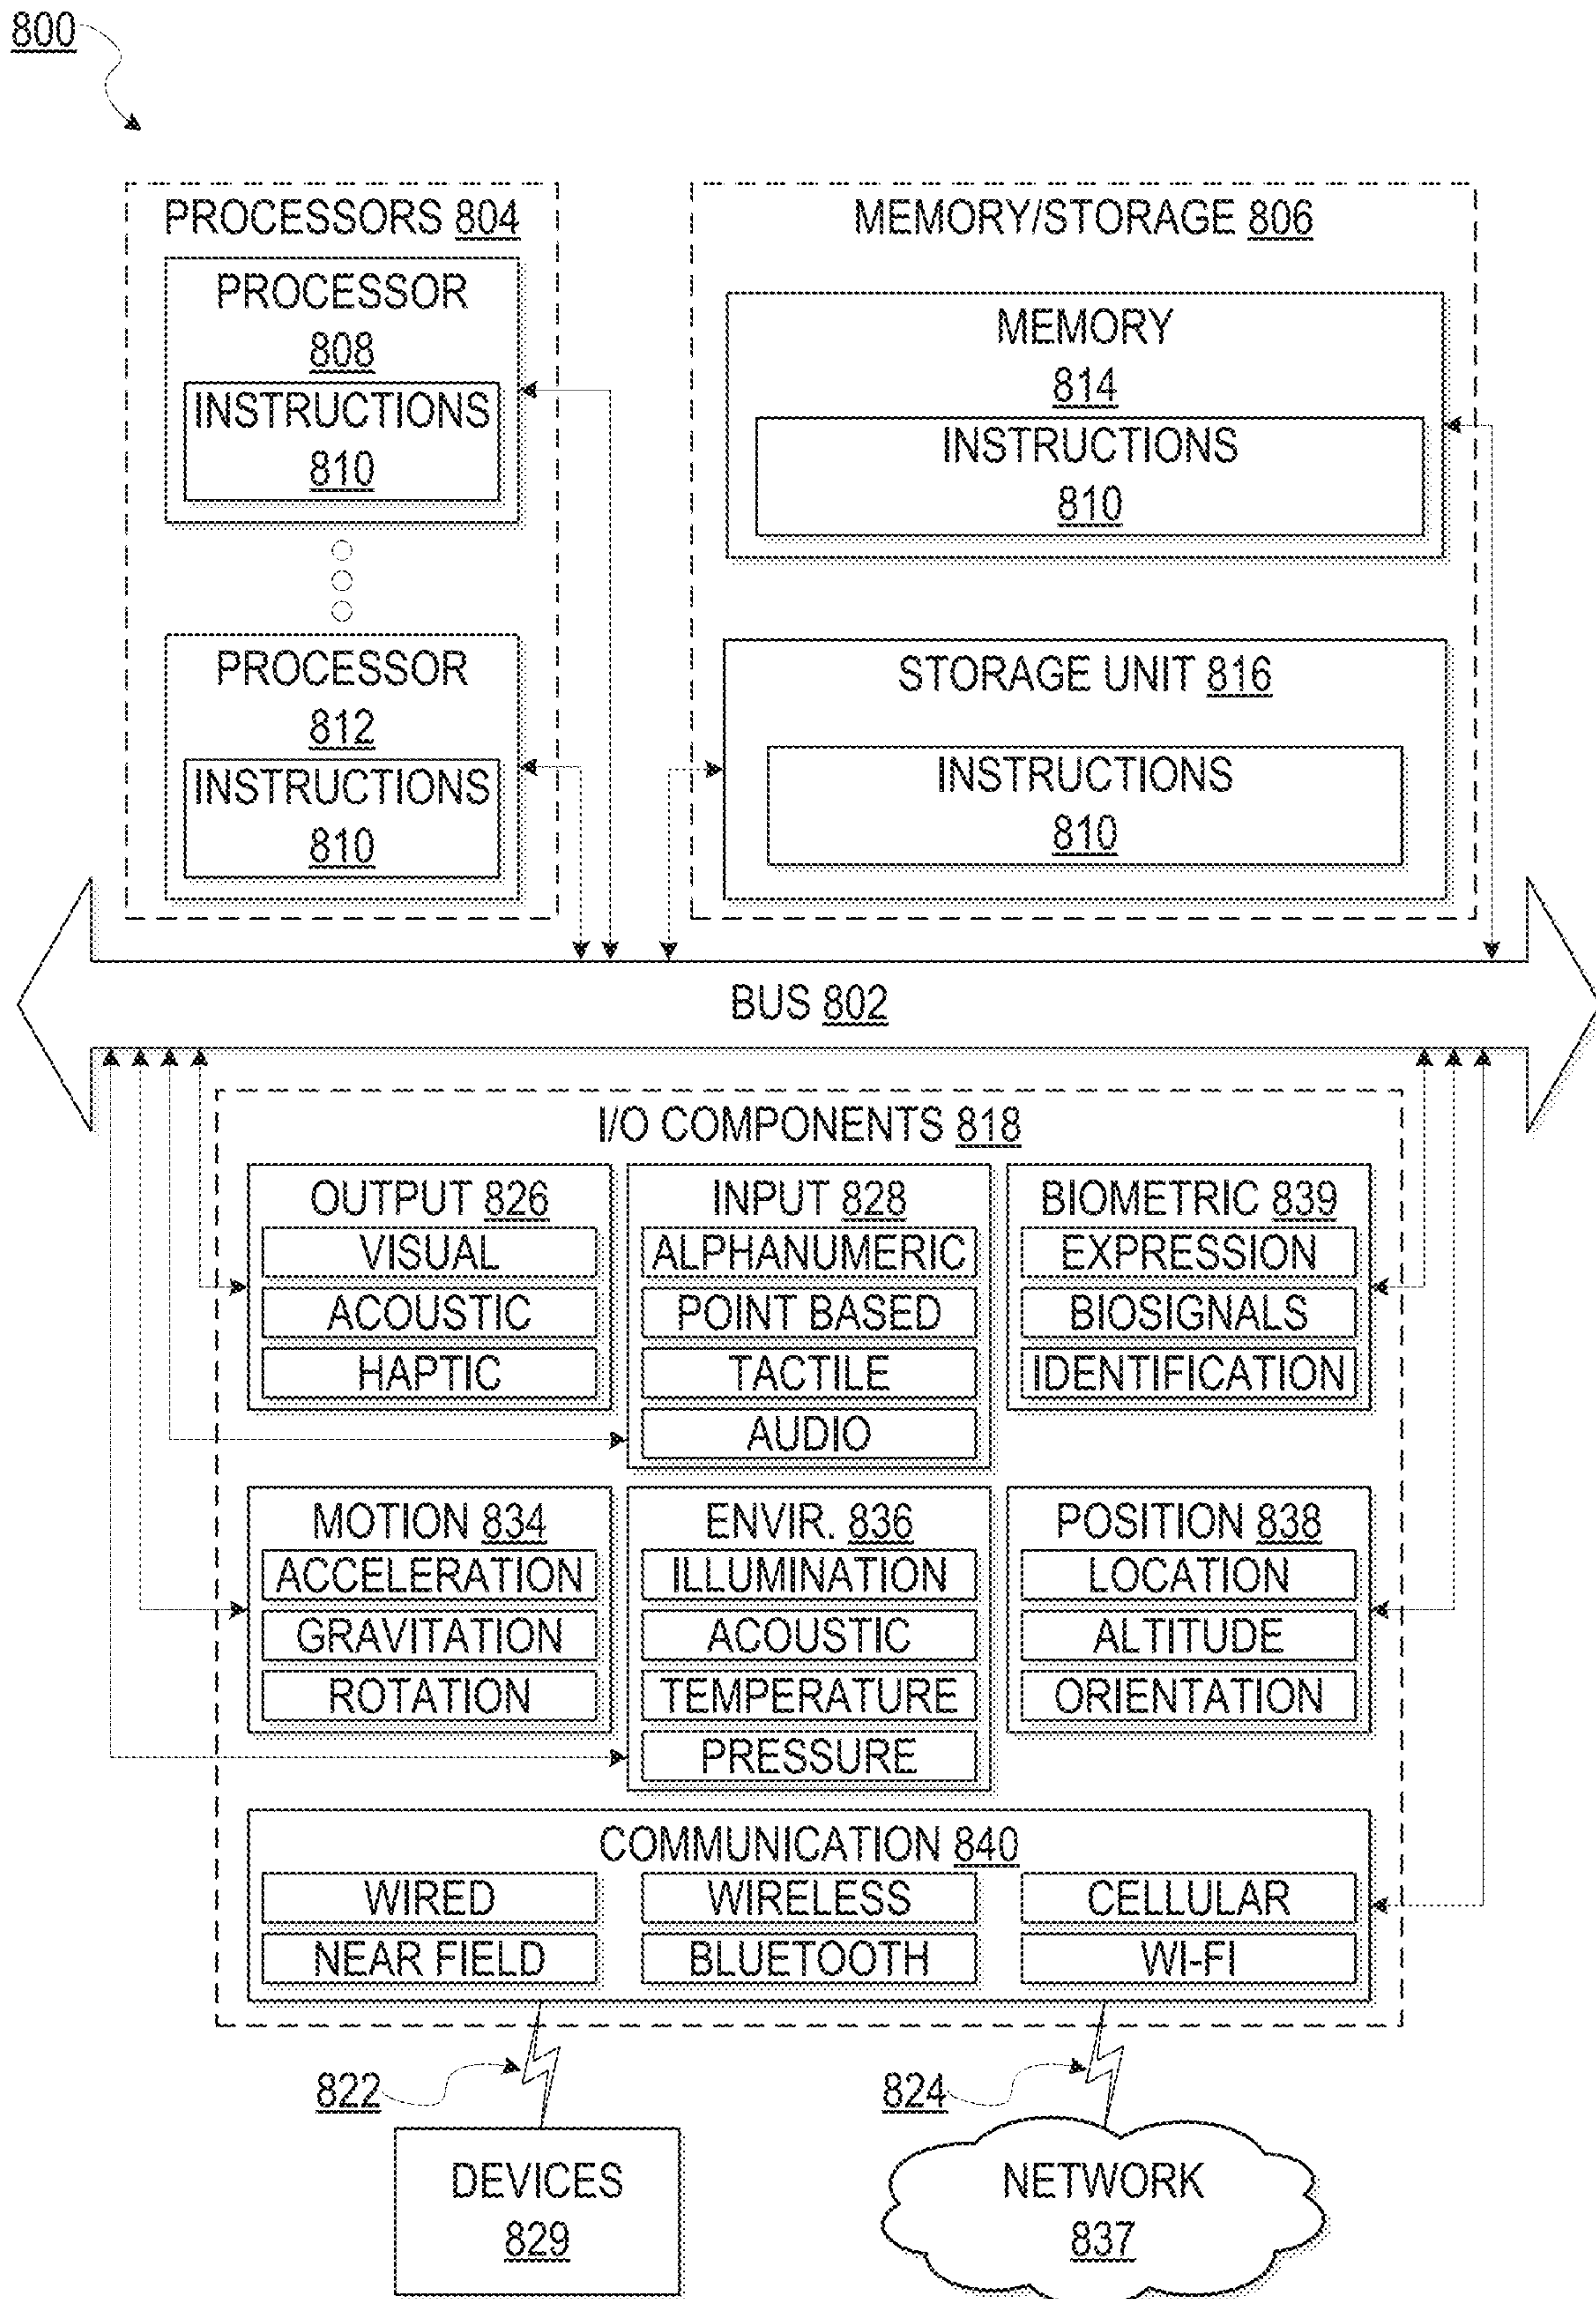 800
PROCESSORS 804
PROCESSOR
808
INSTRUCTIONS
810
PROCESSOR
812
INSTRUCTIONS
810
MEMORY/STORAGE 806
MEMORY
814
INSTRUCTIONS
810
STORAGE UNIT 816
INSTRUCTIONS
810
BUS 802
I/O COMPONENTS 818
OUTPUT 826
VISUAL
ACOUSTIC
HAPTIC
INPUT 828
ALPHANUMERIC
POINT BASED
TACTILE
AUDIO
BIOMETRIC 839
EXPRESSION
BIOSIGNALS
IDENTIFICATION
MOTION 834
ACCELERATION
GRAVITATION
ROTATION
ENVIR. 836
ILLUMINATION
ACOUSTIC
TEMPERATURE
PRESSURE
POSITION 838
LOCATION
ALTITUDE
ORIENTATION
COMMUNICATION 840
WIRED
WIRELESS
CELLULAR
NEAR FIELD
BLUETOOTH
WI-FI
822
824
DEVICES
829
NETWORK
837